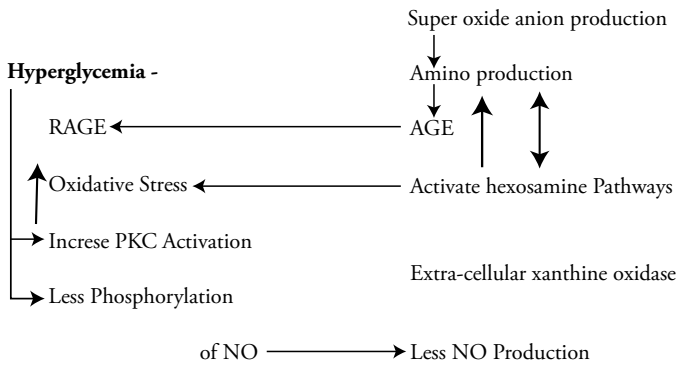 Super oxide anion production
Hyperglycemia -
Amino production
RAGE
AGE
Oxidative Stress
Activate hexosamine Pathways
Increse PKC Activation
Extra-cellular xanthine oxidase
Less Phosphorylation
of NO
Less NO Production